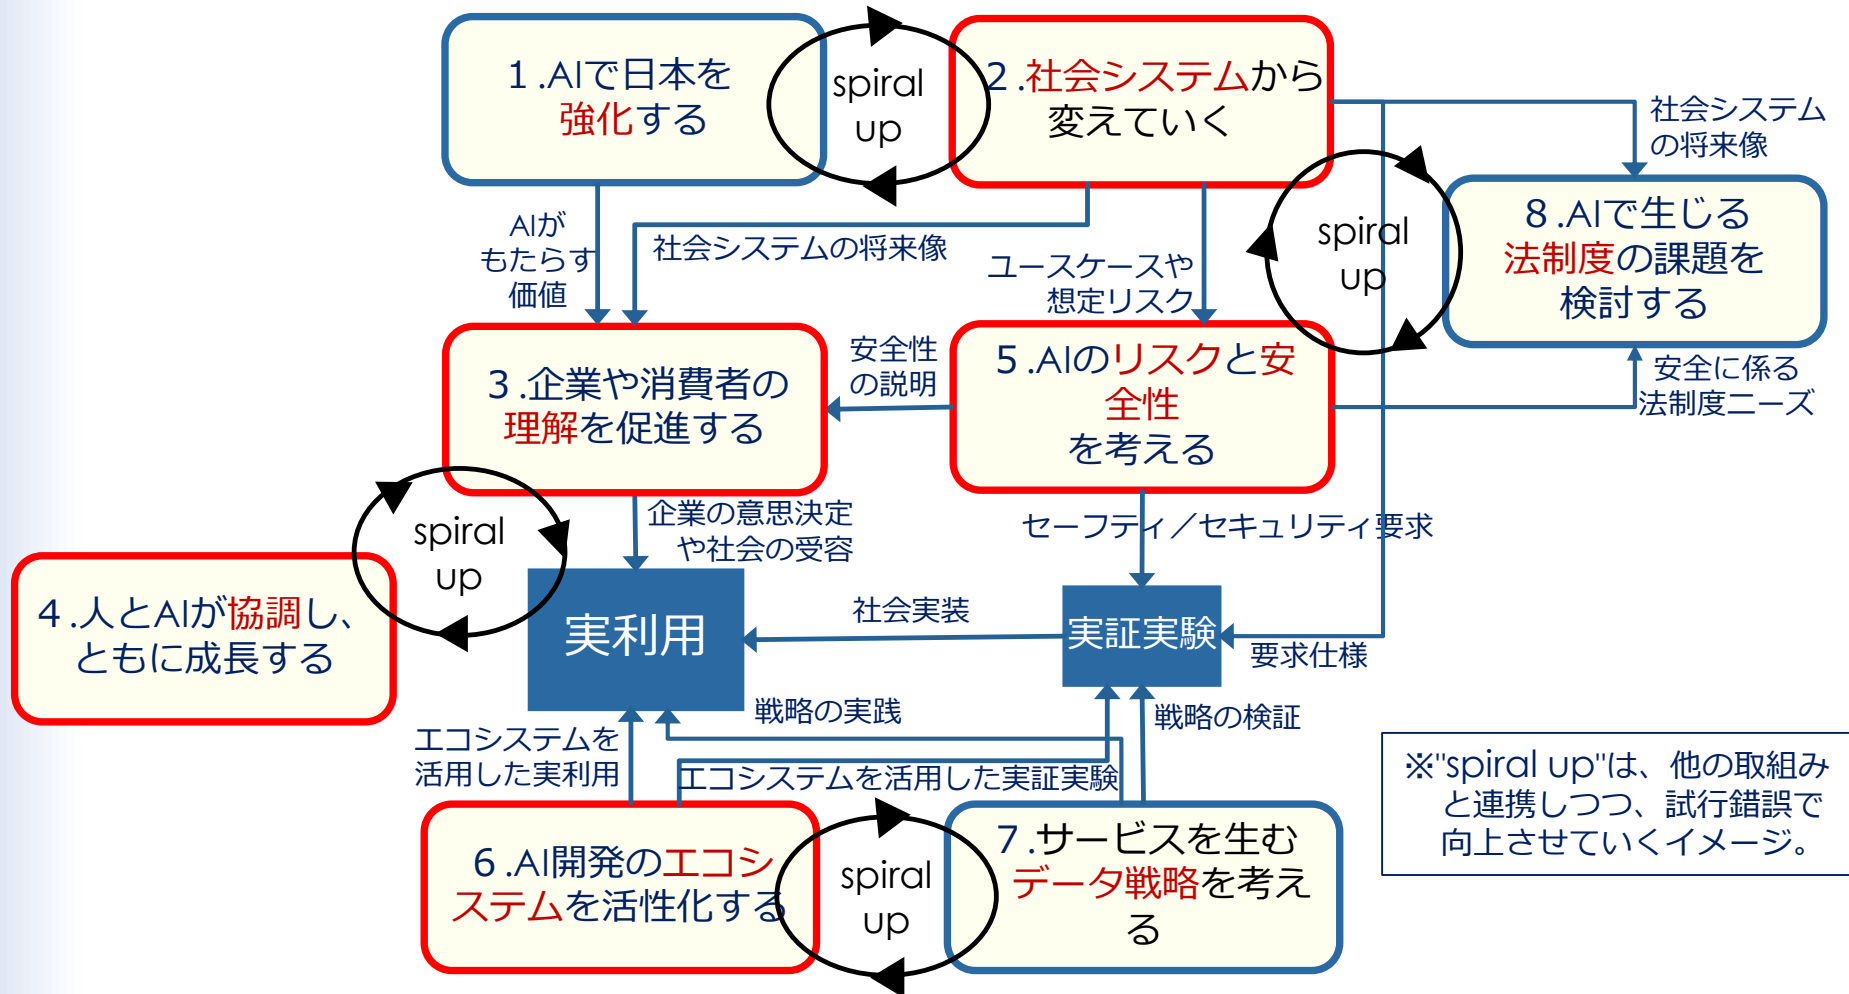 １.AIで日本を
強化する
spiral
up
２.社会システムから
変えていく
社会システム
の将来像
AIが
もたらす
価値
社会システムの将来像
ユースケースや
想定リスク
spiral
up
８.AIで生じる
法制度の課題を
検討する
３.企業や消費者の
理解を促進する
安全性
の説明
５.AIのリスクと安
全性
を考える
安全に係る
法制度ニーズ
spiral
up
企業の意思決定
や社会の受容
セーフティ／セキュリティ要求
４.人とAIが協調し、
ともに成長する
実利用
社会実装
実証実験
要求仕様
エコシステムを
活用した実利用
戦略の実践
戦略の検証
エコシステムを活用した実証実験
６.AI開発のエコシ
ステムを活性化する
spiral
up
７.サービスを生む
データ戦略を考え
る
※"spiral up"は、他の取組み
と連携しつつ、試行錯誤で
向上させていくイメージ。